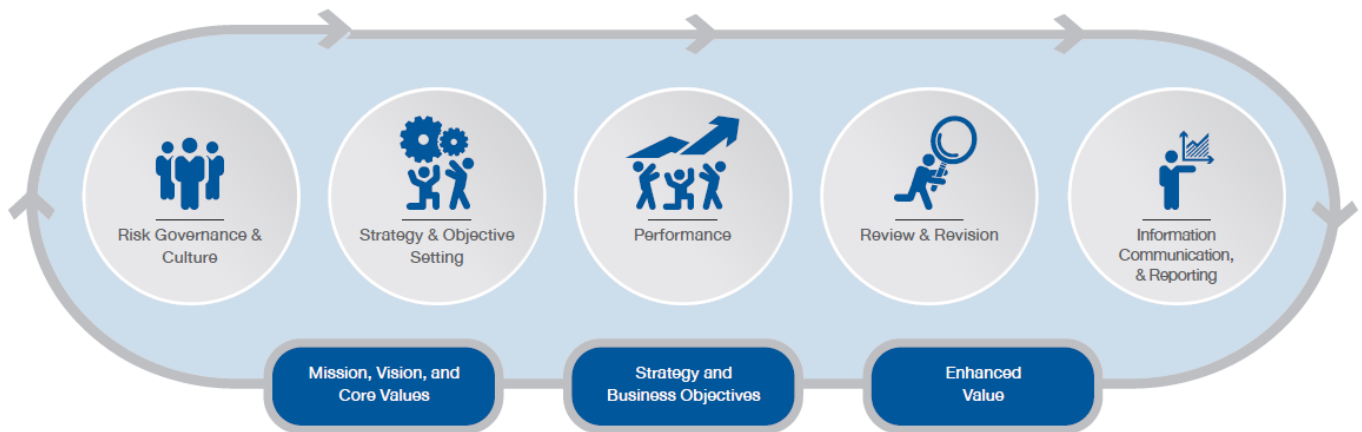 Risk Governance &
Culture
Strategy & Objective
Setting
Performance
Review & Revision
Information
Communication,
& Reporting
Mission, Vision, and
Core Values
Strategy and
Business Objectives
Enhanced
Value